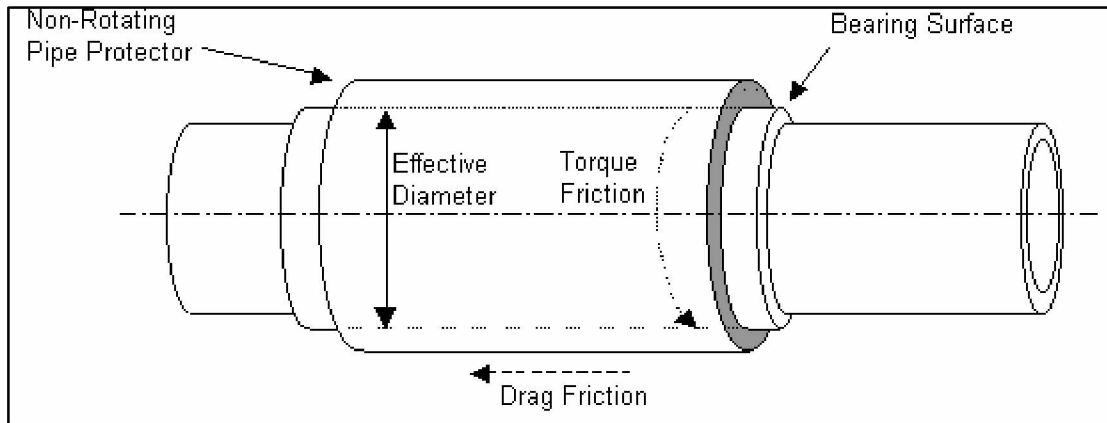 Non-Rotating
Pipe Protector
Bearing Surface
Effective
Diameter
Torque
Friction
Drag Friction